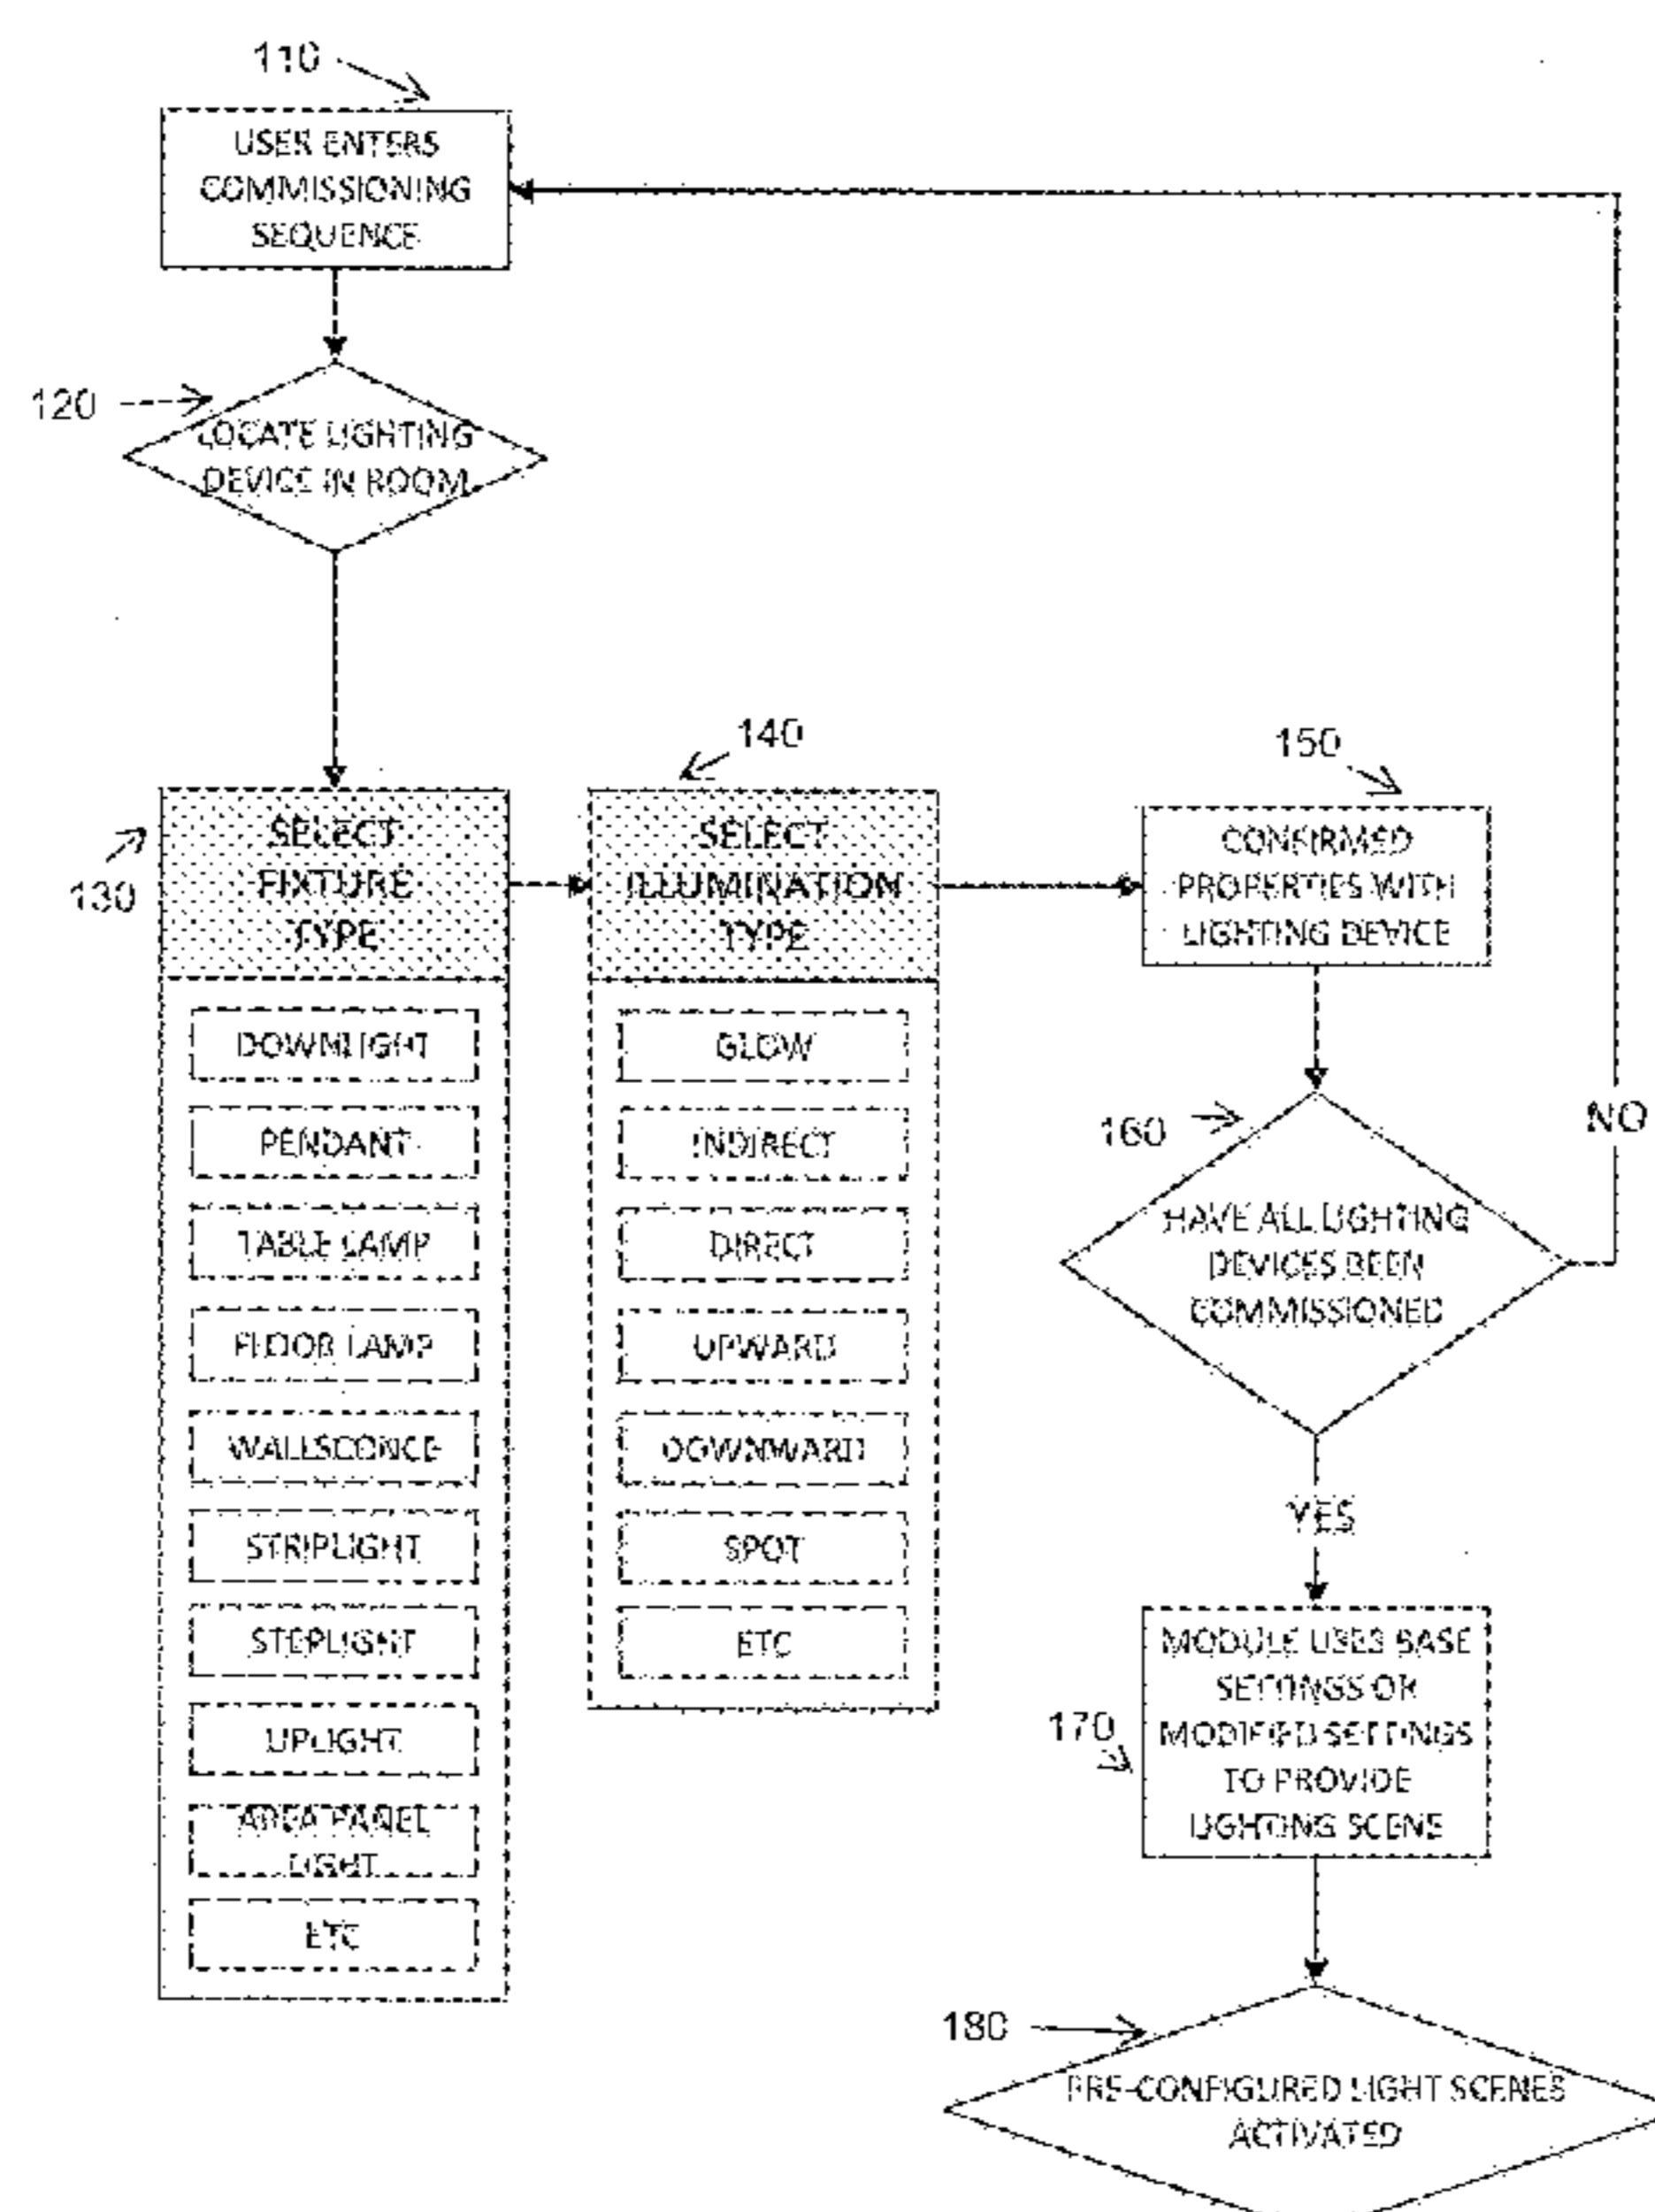 110
USER ENTERS
COMMISSIONING
SEQUENCE
120
LOCATE LIGHTING
DEVICE IN ROOM
130
SELECT
FIXTURE
TYPE
DOWNLIGHT
PENDANT
TABLE LAMP
FLOOR LAMP
WALLSCONCE
STRIPLIGHT
STEPLIGHT
UPLIGHT
AREA PANEL
LIGHT
ETC
140
SELECT
ILLUMINATION
TYPE
GLOW
INDIRECT
DIRECT
UPWARD
DOWNWARD
SPOT
ETC
150
CONFIRMED
PROPERTIES WITH
LIGHTING DEVICE
160
HAVE ALL LIGHTING
DEVICES BEEN
COMMISSIONED
NO
YES
170
MODULE USES BASE
SETTINGS OR
MODIFIED SETTINGS
TO PROVIDE
LIGHTING SCENE
180
PRE-CONFIGURED LIGHT SCENES
ACTIVATED